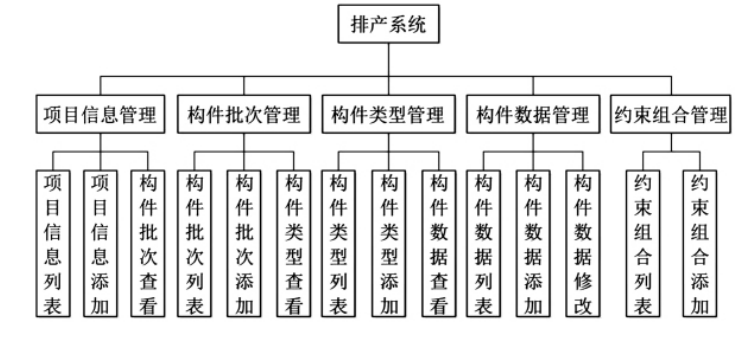 排产系统
项目信息管理
构件批次管理
构件类型管理
构件数据管理
约束组合管理
项目信息列表
项目信息添加
构件批次查看
构件批次列表
构件批次添加
构件类型查看
构件类型列表
构件类型添加
构件数据查看
构件数据列表
构件数据添加
构件数据修改
约束组合列表
约束组合添加